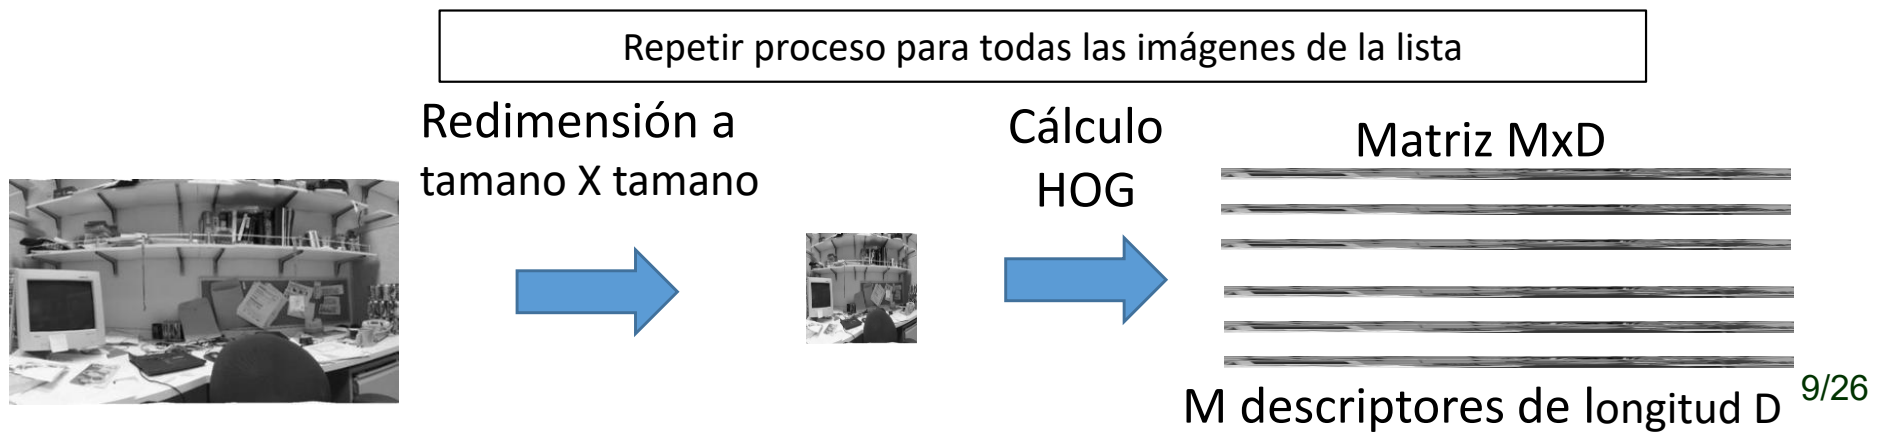 Repetir proceso para todas las imágenes de la lista
Redimensión a
tamano X tamano
Cálculo
HOG
Matriz MxD
M descriptores de longitud D
9/26